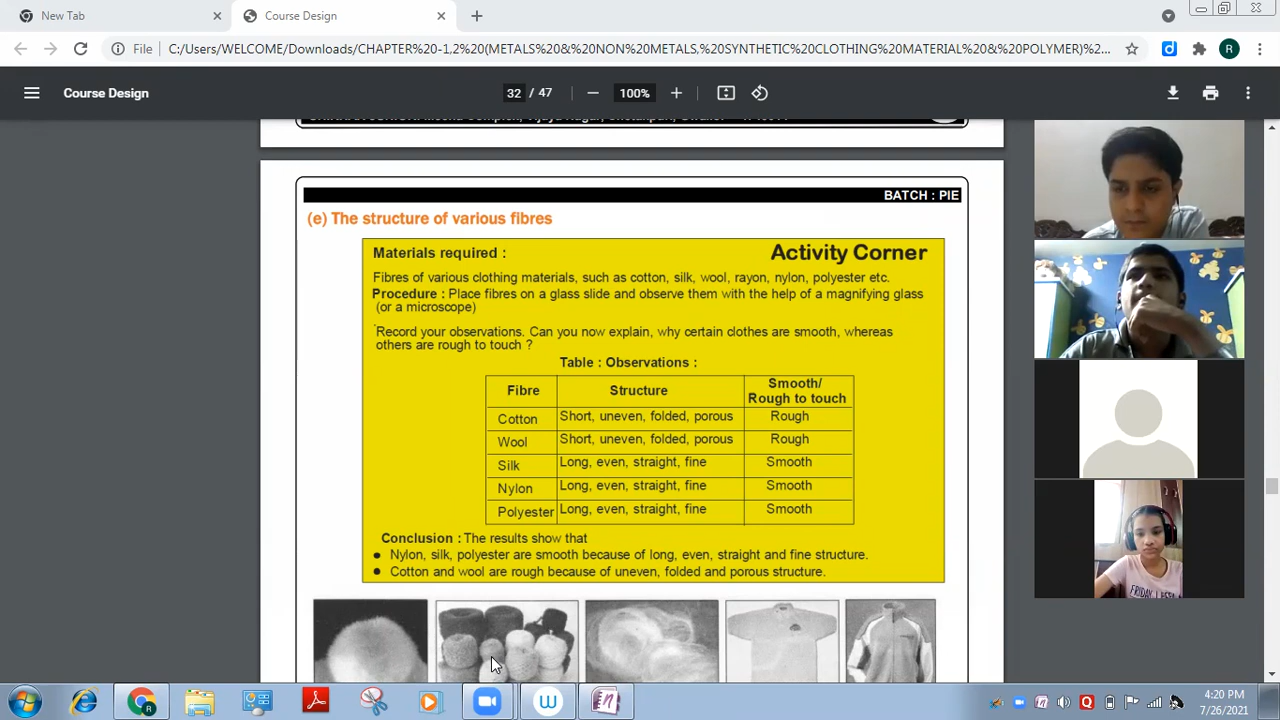 New Tab
Course Design
File
C:/Users/WELCOME/Downloads/CHAPTER%20-1,2%20(METALS%20&%20NON%20METALS,%20SYNTHETIC%20CLOTHING%20MATERIAL%20&%20POLYMER)%2...
R
Course Design
32 / 47
100%
BATCH : PIE
(e) The structure of various fibres
Activity Corner
Materials required :
Fibres of various clothing materials, such as cotton, silk, wool, rayon, nylon, polyester etc.
Procedure : Place fibres on a glass slide and observe them with the help of a magnifying glass
(or a microscope)
Record your observations. Can you now explain, why certain clothes are smooth, whereas
others are rough to touch ?
Table : Observations :
Fibre Structure Smooth/
Rough to touch
Cotton Short, uneven, folded, porous Rough
Wool Short, uneven, folded, porous Rough
Silk Long, even, straight, fine Smooth
Nylon Long, even, straight, fine Smooth
Polyester Long, even, straight, fine Smooth
Conclusion : The results show that
• Nylon, silk, polyester are smooth because of long, even, straight and fine structure.
• Cotton and wool are rough because of uneven, folded and porous structure.
4:20 PM
7/26/2021